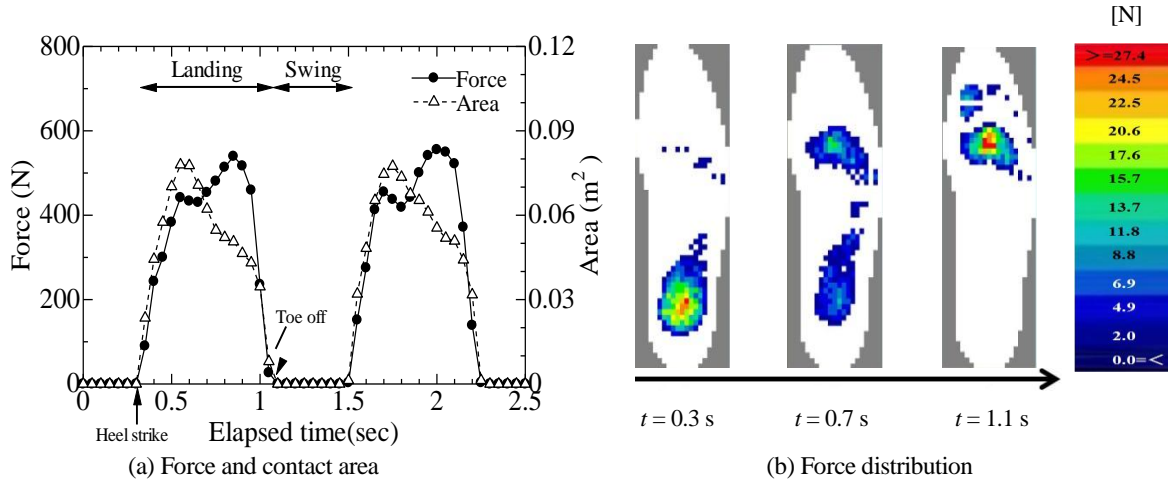 800
0.12
Landing
Swing
Force
Area
600
0.09
400
0.06
200
0.03
Toe off
0
0
0
0.5
1
1.5
2
2.5
Force (N)
Area (m²)
Heel strike
Elapsed time(sec)
(a) Force and contact area
[N]
>=27.4
24.5
22.5
20.6
17.6
15.7
13.7
11.8
8.8
6.9
4.9
2.0
0.0=<
t = 0.3 s
t = 0.7 s
t = 1.1 s
(b) Force distribution